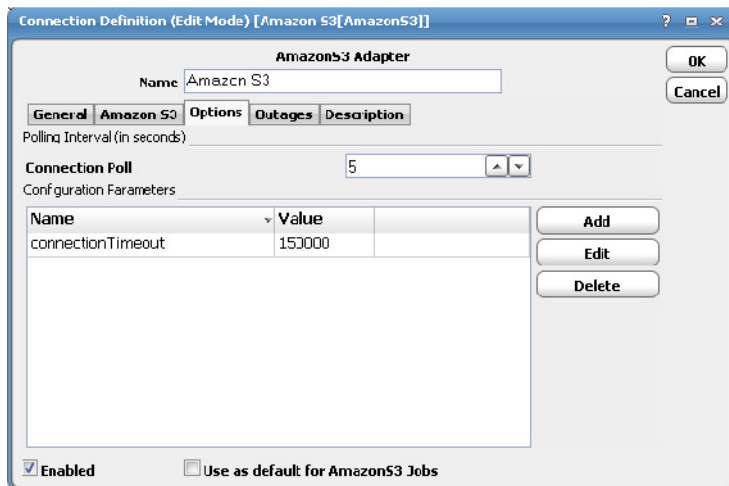 Connection Definition (Edit Mode) [Amazon S3[AmazonS3]]
AmazonS3 Adapter
OK
Name Amazon S3
Cancel
General Amazon S3 Options Outages Description
Polling Interval (in seconds)
Connection Poll 5
Configuration Parameters
Name Value
Add
connectionTimeout 150000
Edit
Delete
Enabled Use as default for AmazonS3 Jobs